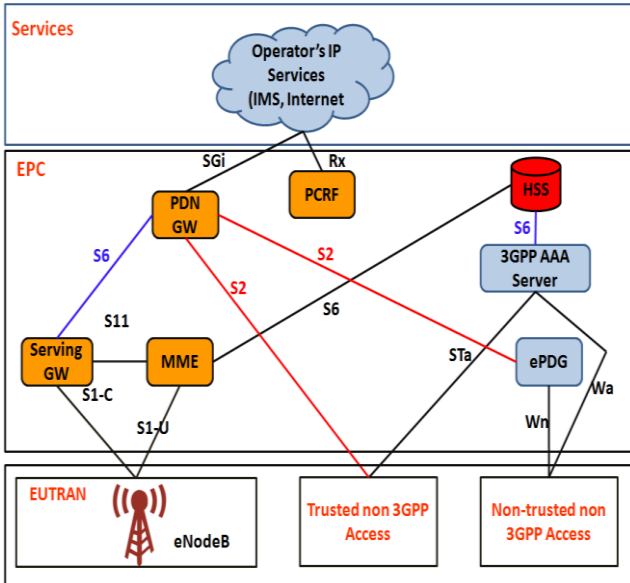 Services
Operator's IP
Services
(IMS, Internet
SGi
Rx
EPC
HSS
PDN
GW
PCRF
S6
S6
S2
S2
3GPP AAA
Server
S11
S6
Serving
GW
MME
STa
ePDG
S1-C
Wa
S1-U
Wn
EUTRAN
eNodeB
Trusted non 3GPP
Access
Non-trusted non
3GPP Access